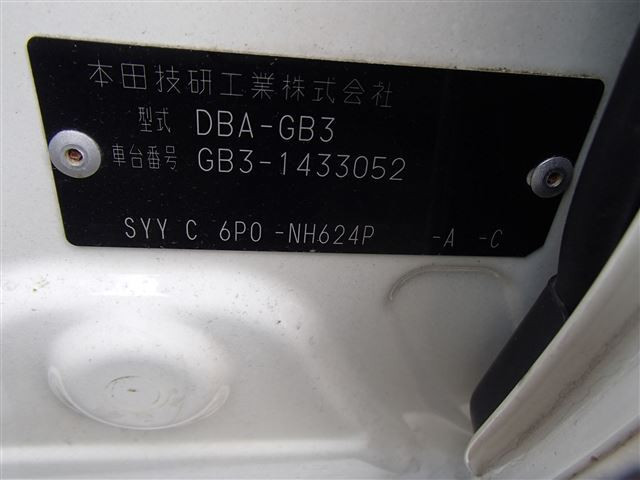 本田技研工業株式会社
型式 DBA-GB3
車台番号 GB3-1433052
SYY C 6P0 -NH624P -A -C